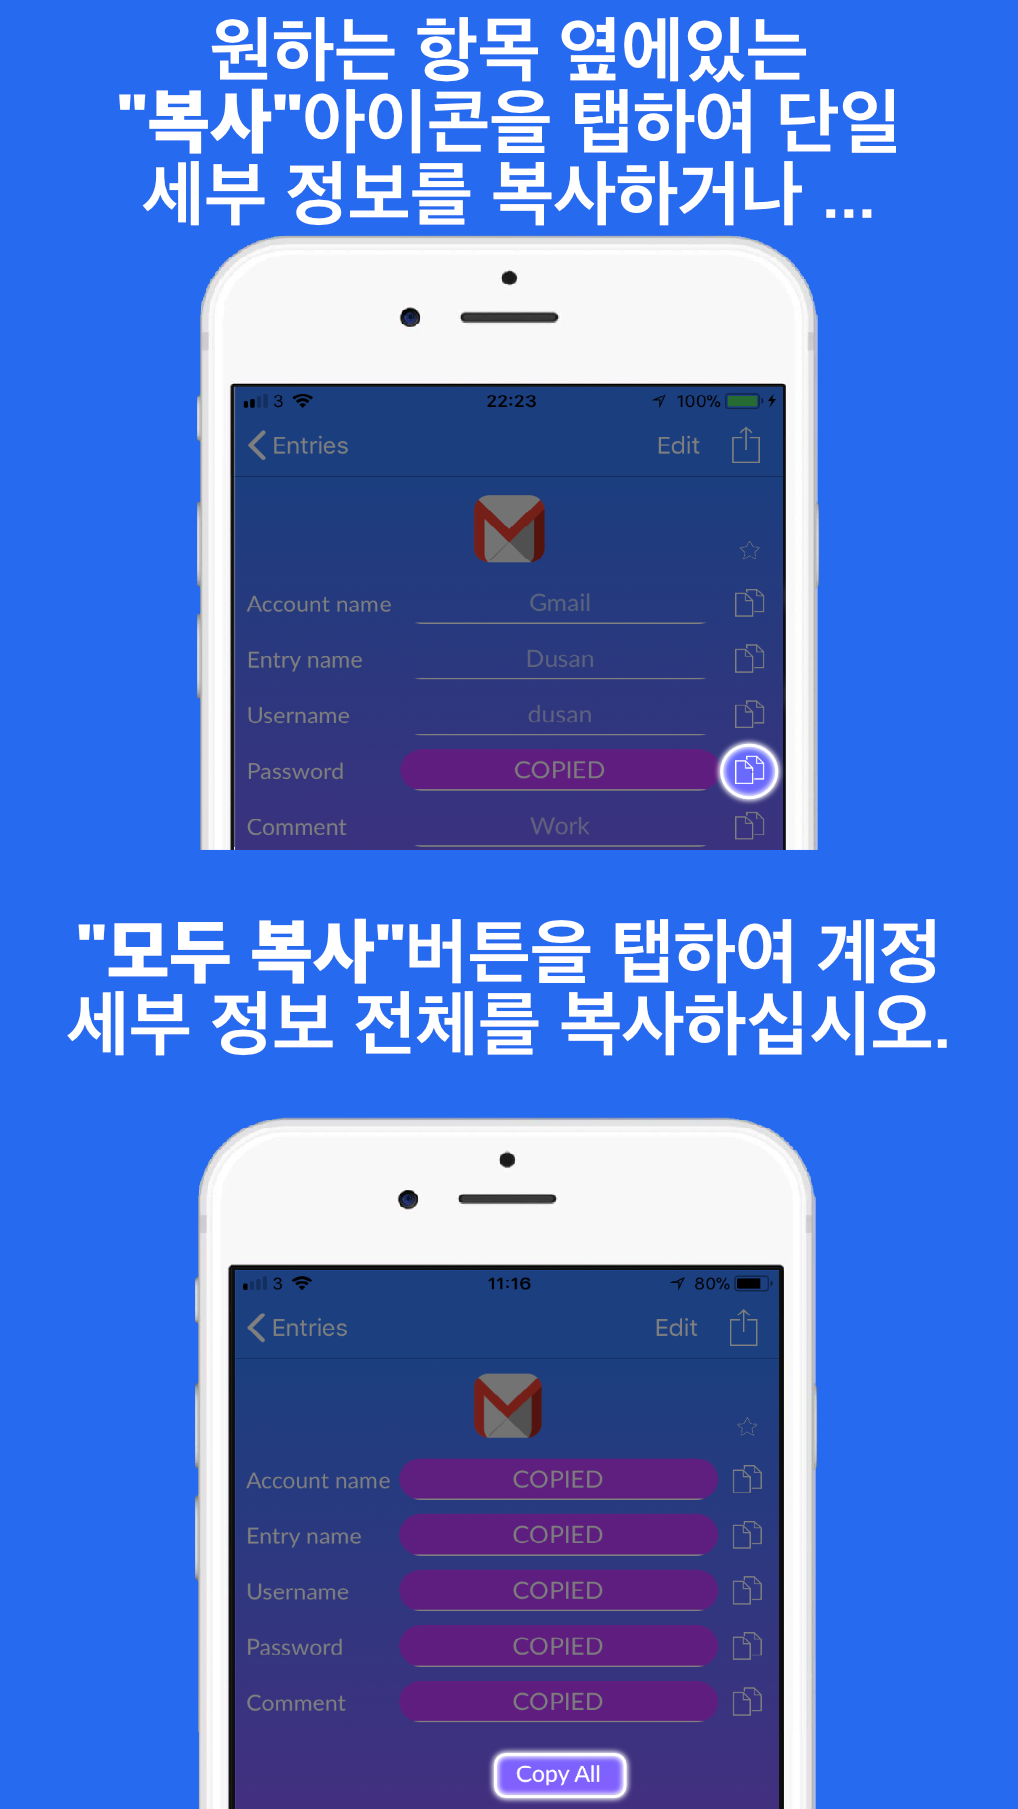 원하는 항목 옆에있는
"복사"아이콘을 탭하여 단일
세부 정보를 복사하거나 ...
3 22:23 100%
Entries Edit
Account name Gmail
Entry name Dusan
Username dusan
Password COPIED
Comment Work
"모두 복사"버튼을 탭하여 계정
세부 정보 전체를 복사하십시오.
3 11:16 80%
Entries Edit
Account name COPIED
Entry name COPIED
Username COPIED
Password COPIED
Comment COPIED
Copy All